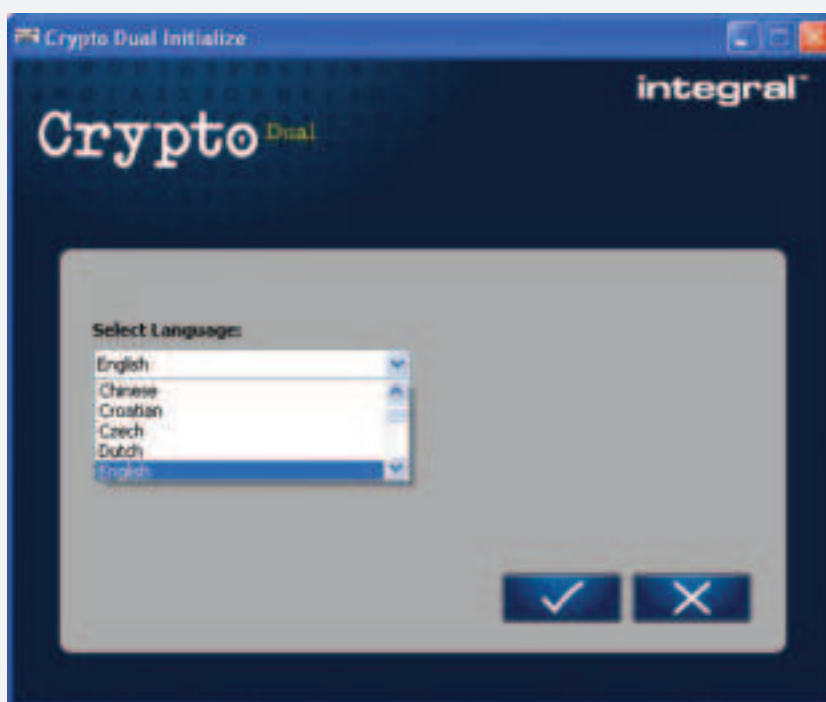 Crypto Dual Initialize
integral™
Crypto Dual
Select Language:
English
Chinese
Croatian
Czech
Dutch
English